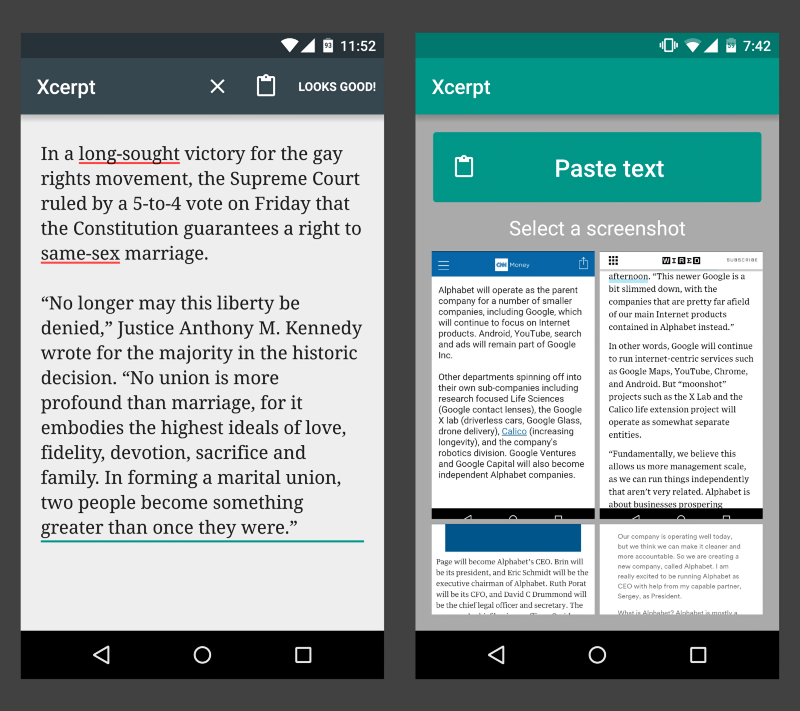 93 11:52
Xcerpt LOOKS GOOD!
In a long-sought victory for the gay
rights movement, the Supreme Court
ruled by a 5-to-4 vote on Friday that
the Constitution guarantees a right to
same-sex marriage.
“No longer may this liberty be
denied,” Justice Anthony M. Kennedy
wrote for the majority in the historic
decision. “No union is more
profound than marriage, for it
embodies the highest ideals of love,
fidelity, devotion, sacrifice and
family. In forming a marital union,
two people become something
greater than once they were.”
7:42
Xcerpt
Paste text
Select a screenshot
CNN Money
Alphabet will operate as the parent
company for a number of smaller
companies, including Google, which
will continue to focus on Internet
products. Android, YouTube, search
and ads will remain part of Google
Inc.
Other departments spinning off into
their own sub-companies including
research focused Life Sciences
(Google contact lenses), the Google
X lab (driverless cars, Google Glass,
drone delivery), Calico (increasing
longevity), and the company's
robotics division. Google Ventures
and Google Capital will also become
independent Alphabet companies.
WIRED SUBSCRIBE
afternoon. “This newer Google is a
bit slimmed down, with the
companies that are pretty far afield
of our main Internet products
contained in Alphabet instead.”
In other words, Google will continue
to run internet-centric services such
as Google Maps, YouTube, Chrome,
and Android. But “moonshot”
projects such as the X Lab and the
Calico life extension project will
operate as somewhat separate
entities.
“Fundamentally, we believe this
allows us more management scale,
as we can run things independently
that aren’t very related. Alphabet is
about businesses prospering
Page will become Alphabet’s CEO. Brin will
be its president, and Eric Schmidt will be the
executive chairman of Alphabet. Ruth Porat
will be its CFO, and David C Drummond will
be the chief legal officer and secretary. The
Our company is operating well today,
but we think we can make it cleaner and
more accountable. So we are creating a
new company, called Alphabet. I am
really excited to be running Alphabet as
CEO with help from my capable partner,
Sergey, as President.
What is Alphabet? Alphabet is mostly a